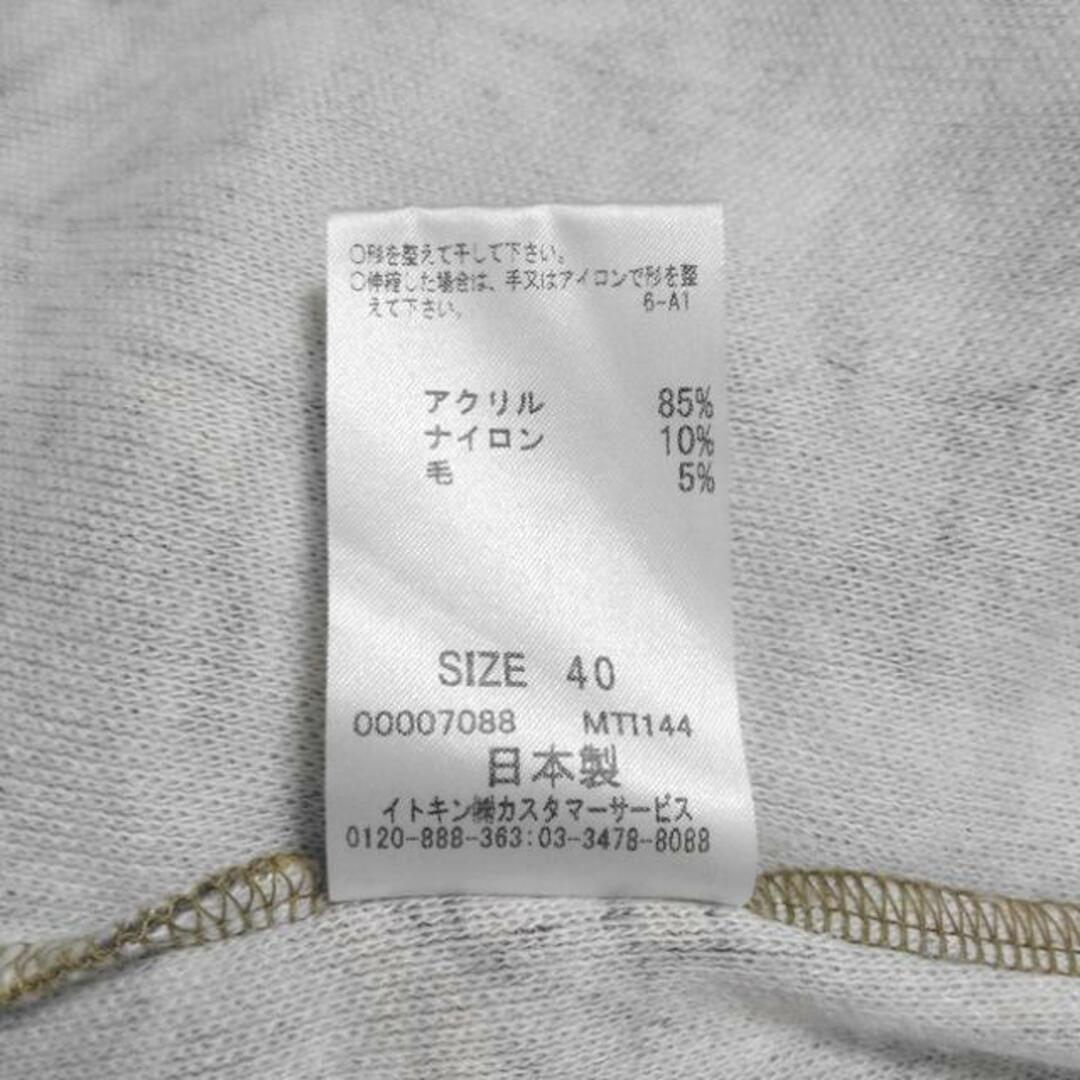 ○形を整えて干して下さい。
○伸縮した場合は、手又はアイロンで形を整
えて下さい。 6-A1
アクリル 85%
ナイロン 10%
毛 5%
SIZE 40
00007088 MTI144
日本製
イトキン㈱カスタマーサービス
0120-888-363:03-3478-8088